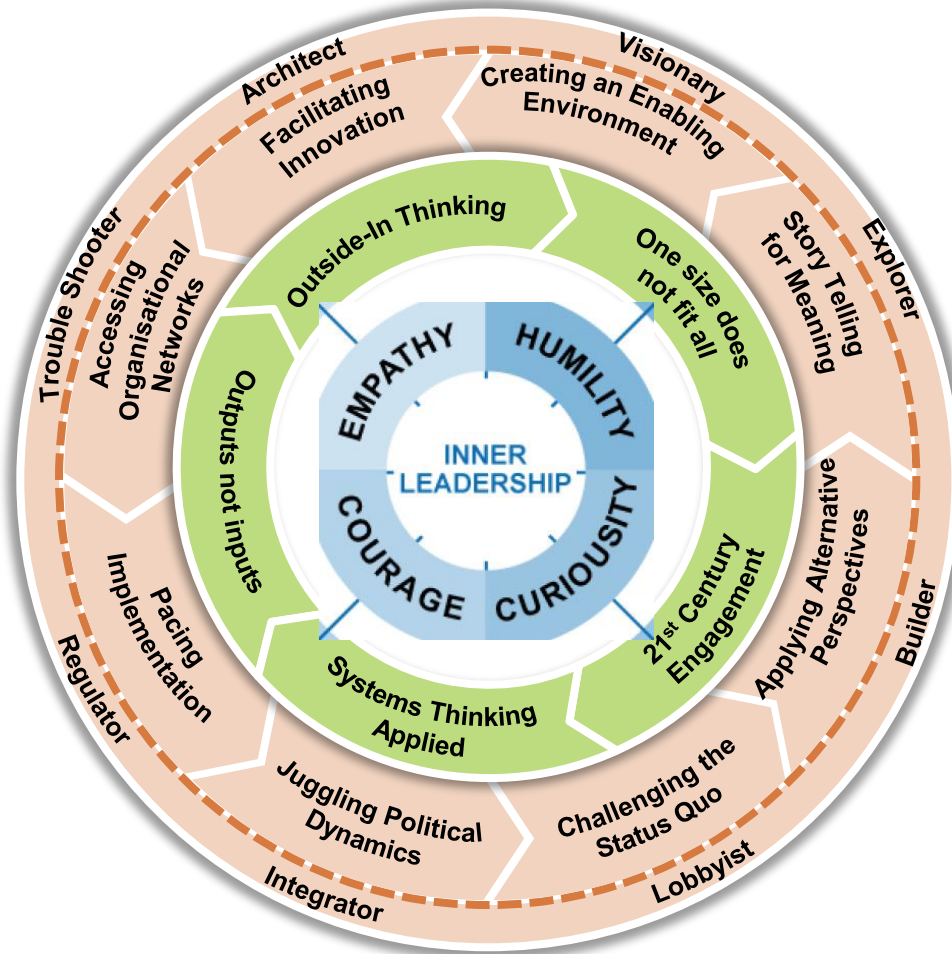 Architect
Visionary
Explorer
Builder
Lobbyist
Integrator
Regulator
Trouble Shooter
Facilitating
Innovation
Creating an Enabling
Environment
Story Telling
for Meaning
Applying Alternative
Perspectives
Challenging the
Status Quo
Juggling Political
Dynamics
Pacing
Implementation
Accessing
Organisational
Networks
Outside-In Thinking
One size does
not fit all
21st Century
Engagement
Systems Thinking
Applied
Outputs not inputs
EMPATHY
HUMILITY
CURIOUSITY
COURAGE
INNER
LEADERSHIP